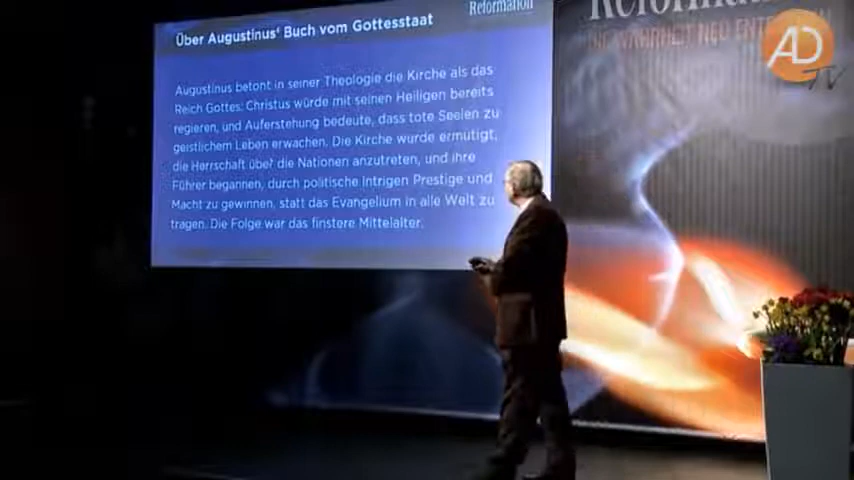 Reformation
Über Augustinus' Buch vom Gottesstaat
Augustinus betont in seiner Theologie die Kirche als das
Reich Gottes: Christus würde mit seinen Heiligen bereits
regieren, und Auferstehung bedeute, dass tote Seelen zu
geistlichem Leben erwachen. Die Kirche wurde ermutigt,
die Herrschaft über die Nationen anzutreten, und ihre
Führer begannen, durch politische Intrigen Prestige und
Macht zu gewinnen, statt das Evangelium in alle Welt zu
tragen. Die Folge war das finstere Mittelalter.
DIE WAHRHEIT NEU
AD
TV